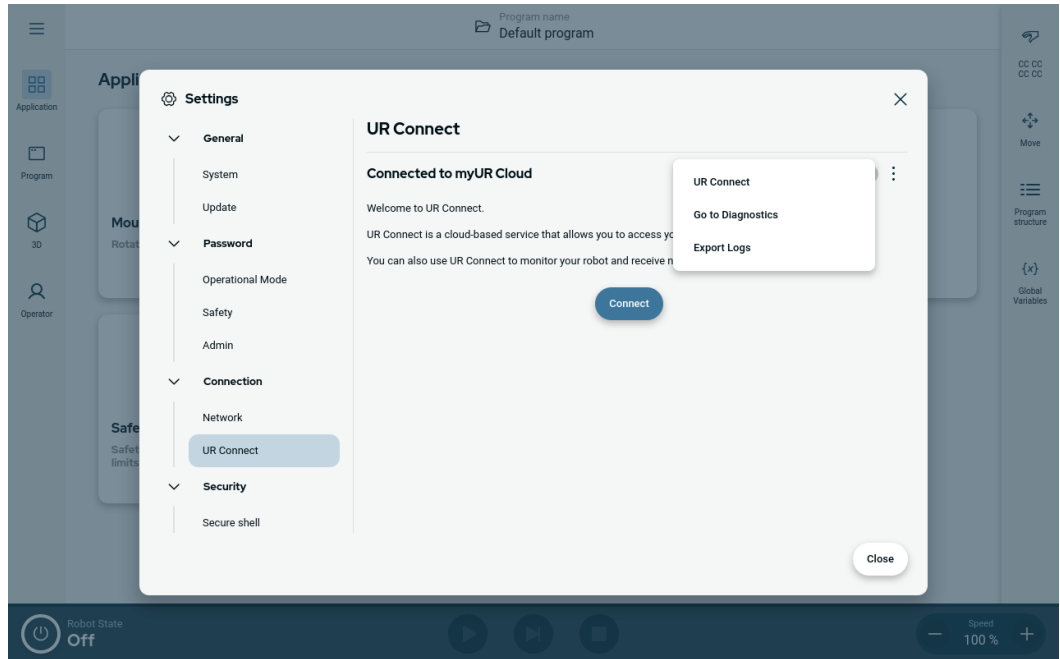 Program name
Default program
Application
Program
3D
Operator
Appli
Mou
Rotat
Safe
Safet
limits
Settings
General
System
Update
Password
Operational Mode
Safety
Admin
Connection
Network
UR Connect
Security
Secure shell
UR Connect
Connected to myUR Cloud
Welcome to UR Connect.
UR Connect is a cloud-based service that allows you to access yo
You can also use UR Connect to monitor your robot and receive n
Connect
UR Connect
Go to Diagnostics
Export Logs
Close
CC CC
CC CC
Move
Program
structure
{x}
Global
Variables
Robot State
Off
Speed
100 %